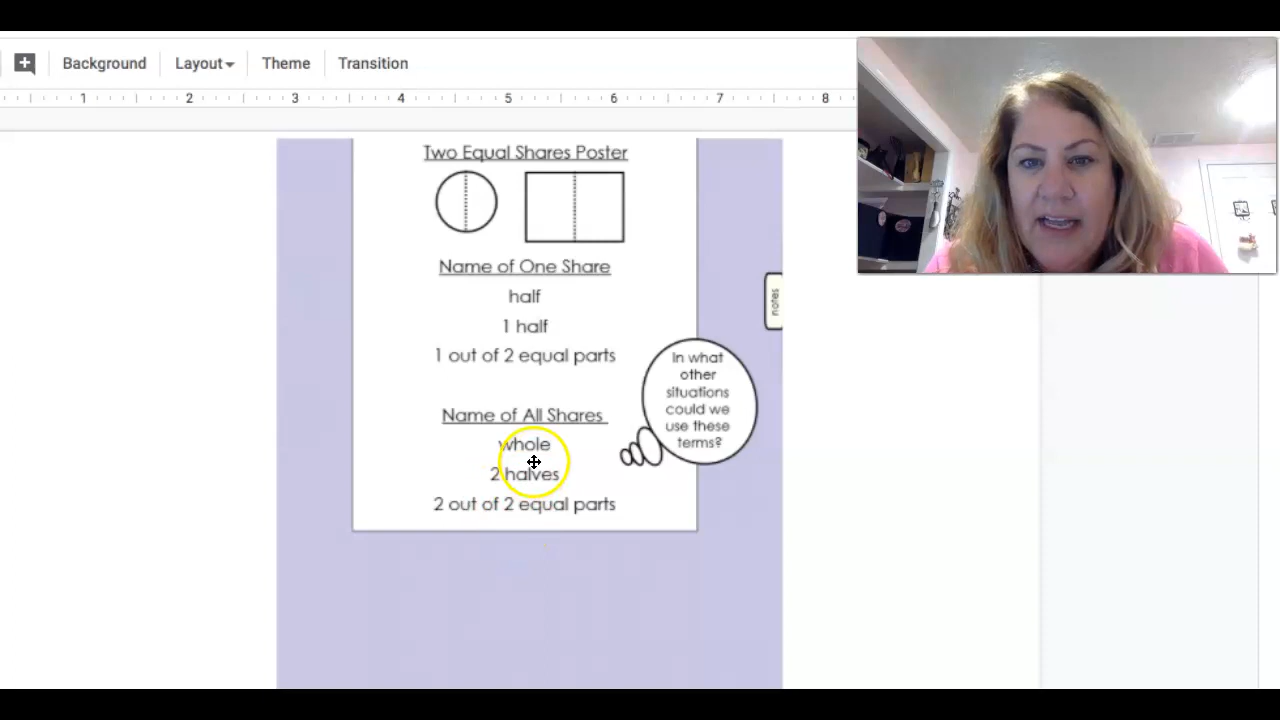 Background
Layout
Theme
Transition
1 2 3 4 5 6 7 8
Two Equal Shares Poster
Name of One Share
half
1 half
1 out of 2 equal parts
Name of All Shares
whole
2 halves
2 out of 2 equal parts
notes
In what
other
situations
could we
use these
terms?